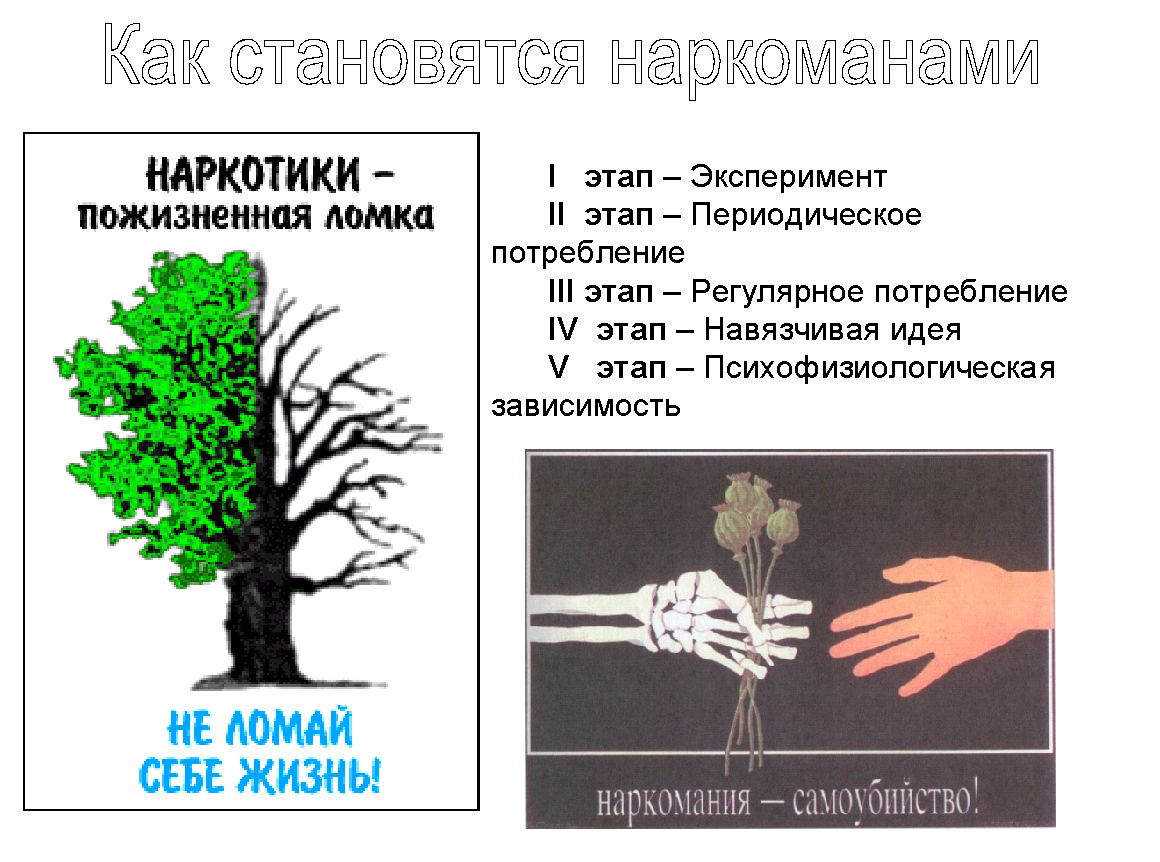 Как становятся наркоманами
НАРКОТИКИ –
пожизненная ломка
НЕ ЛОМАЙ
СЕБЕ ЖИЗНЬ!
I этап – Эксперимент
II этап – Периодическое
потребление
III этап – Регулярное потребление
IV этап – Навязчивая идея
V этап – Психофизиологическая
зависимость
наркомания – самоубийство!